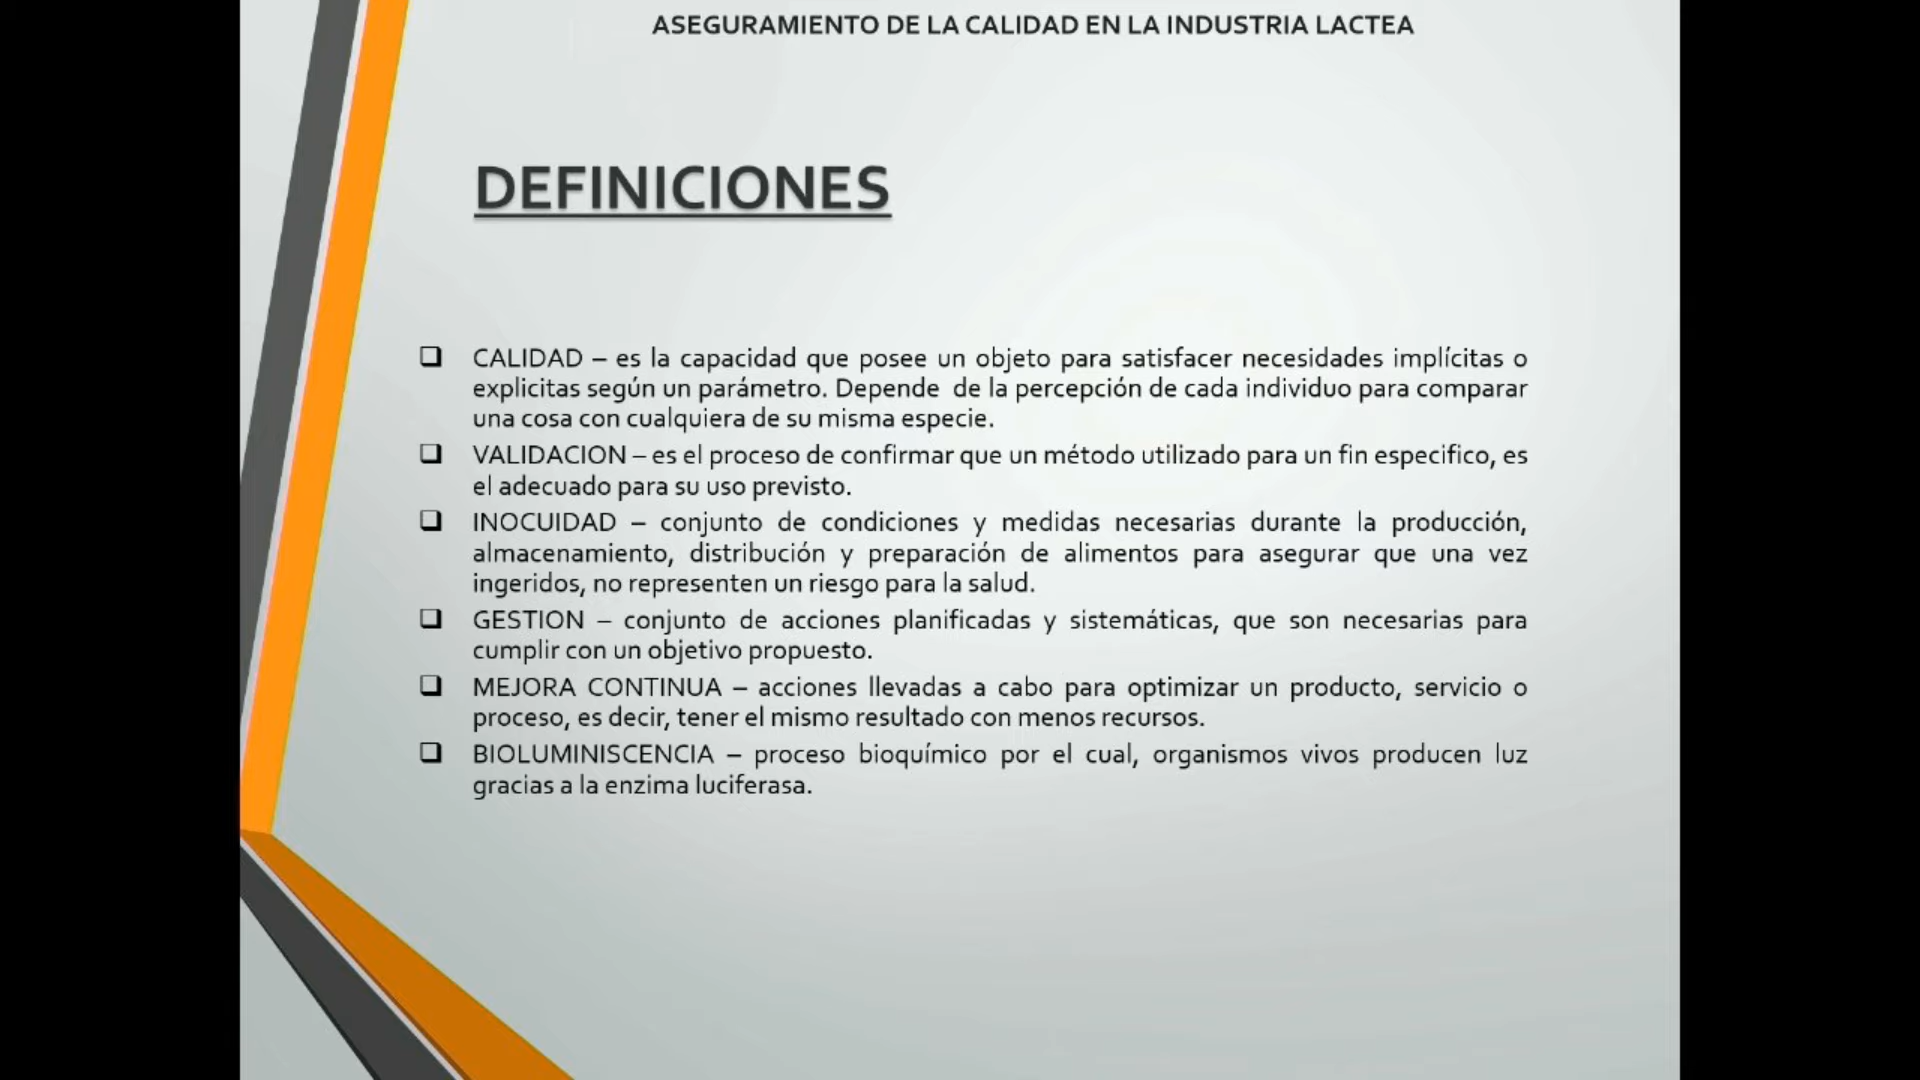 ASEGURAMIENTO DE LA CALIDAD EN LA INDUSTRIA LACTEA
DEFINICIONES
CALIDAD – es la capacidad que posee un objeto para satisfacer necesidades implícitas o
explicitas según un parámetro. Depende de la percepción de cada individuo para comparar
una cosa con cualquiera de su misma especie.
VALIDACION – es el proceso de confirmar que un método utilizado para un fin especifico, es
el adecuado para su uso previsto.
INOCUIDAD – conjunto de condiciones y medidas necesarias durante la producción,
almacenamiento, distribución y preparación de alimentos para asegurar que una vez
ingeridos, no representen un riesgo para la salud.
GESTION – conjunto de acciones planificadas y sistemáticas, que son necesarias para
cumplir con un objetivo propuesto.
MEJORA CONTINUA – acciones llevadas a cabo para optimizar un producto, servicio o
proceso, es decir, tener el mismo resultado con menos recursos.
BIOLUMINISCENCIA – proceso bioquímico por el cual, organismos vivos producen luz
gracias a la enzima luciferasa.